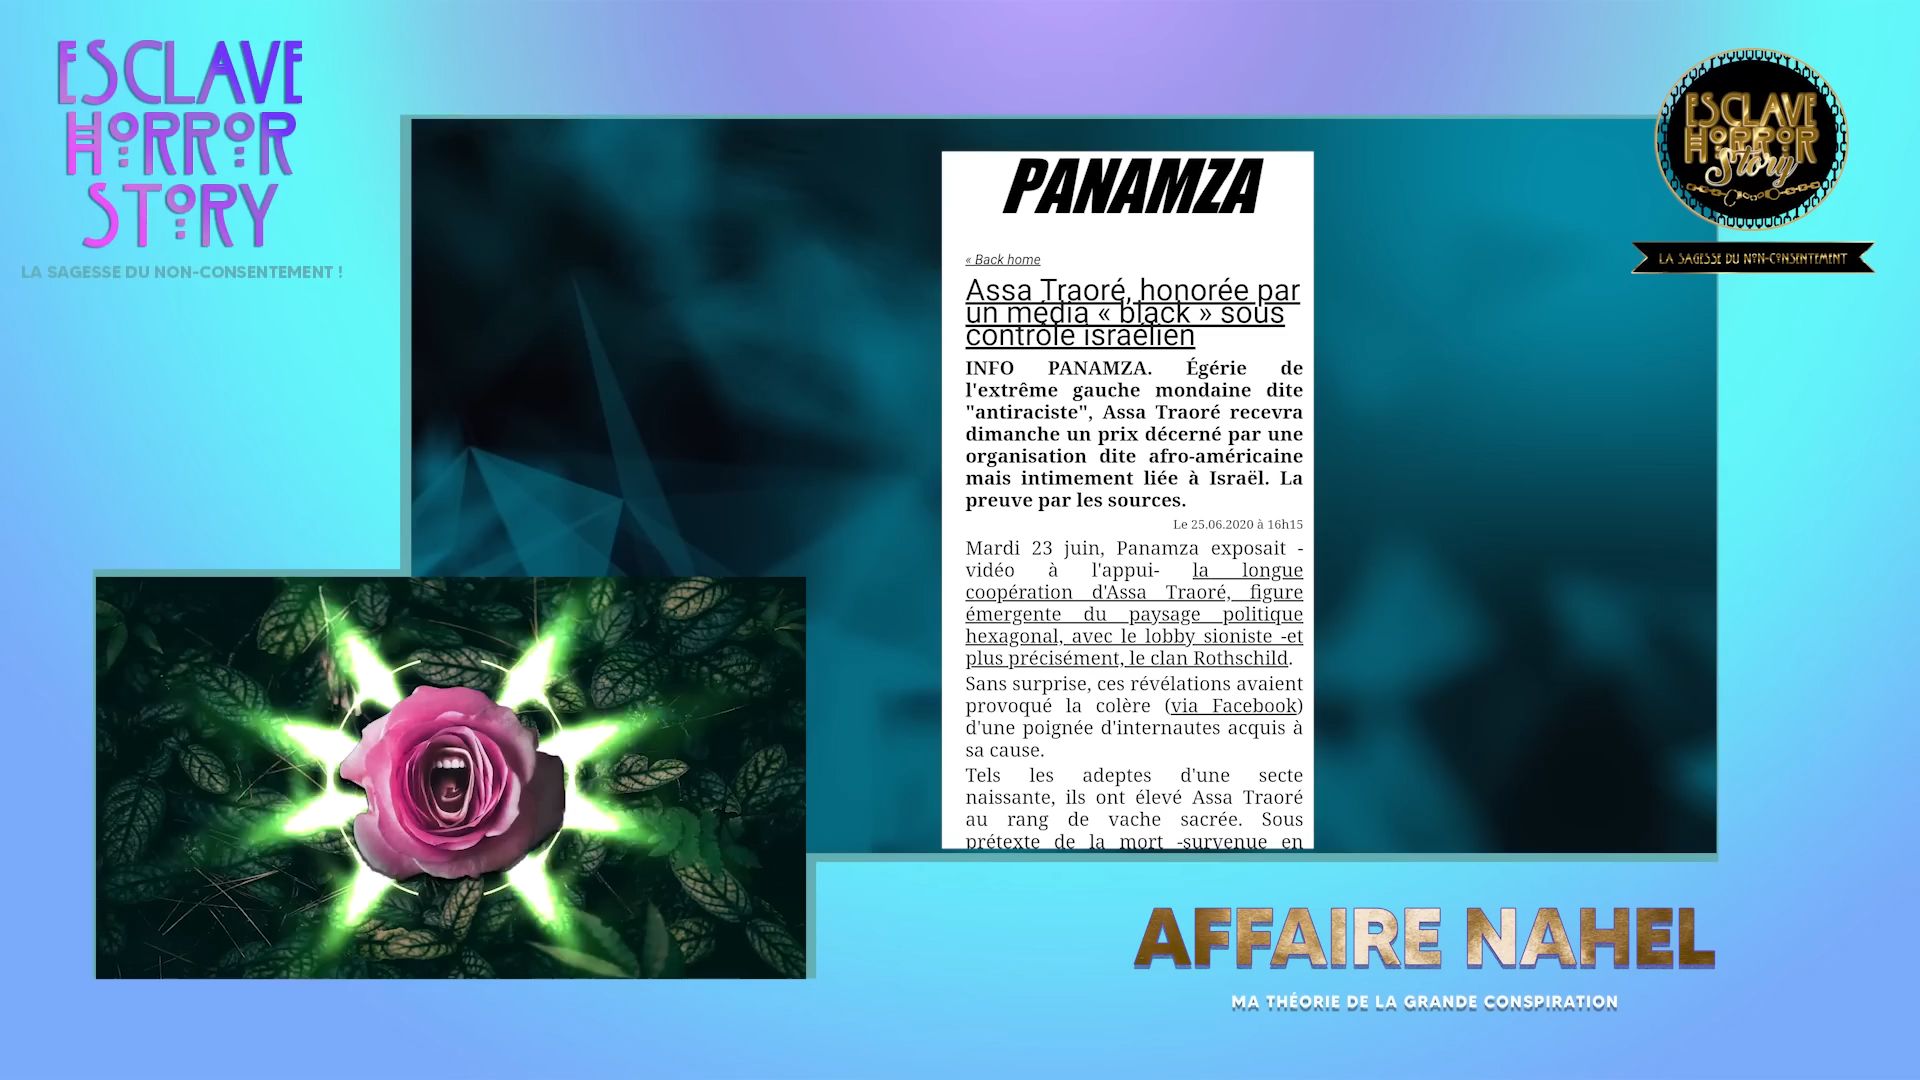 ESCLAVE
HORROR
STORY
LA SAGESSE DU NON-CONSENTEMENT !
ESCLAVE
HORROR
Story
LA SAGESSE DU NON-CONSENTEMENT
PANAMZA
« Back home
Assa Traoré, honorée par
un média « black » sous
contrôle israélien
INFO PANAMZA. Égérie de
l'extrême gauche mondaine dite
"antiraciste", Assa Traoré recevra
dimanche un prix décerné par une
organisation dite afro-américaine
mais intimement liée à Israël. La
preuve par les sources.
Le 25.06.2020 à 16h15
Mardi 23 juin, Panamza exposait -
vidéo à l'appui- la longue
coopération d'Assa Traoré, figure
émergente du paysage politique
hexagonal, avec le lobby sioniste -et
plus précisément, le clan Rothschild.
Sans surprise, ces révélations avaient
provoqué la colère (via Facebook)
d'une poignée d'internautes acquis à
sa cause.
Tels les adeptes d'une secte
naissante, ils ont élevé Assa Traoré
au rang de vache sacrée. Sous
prétexte de la mort -survenue en
AFFAIRE NAHEL
MA THÉORIE DE LA GRANDE CONSPIRATION